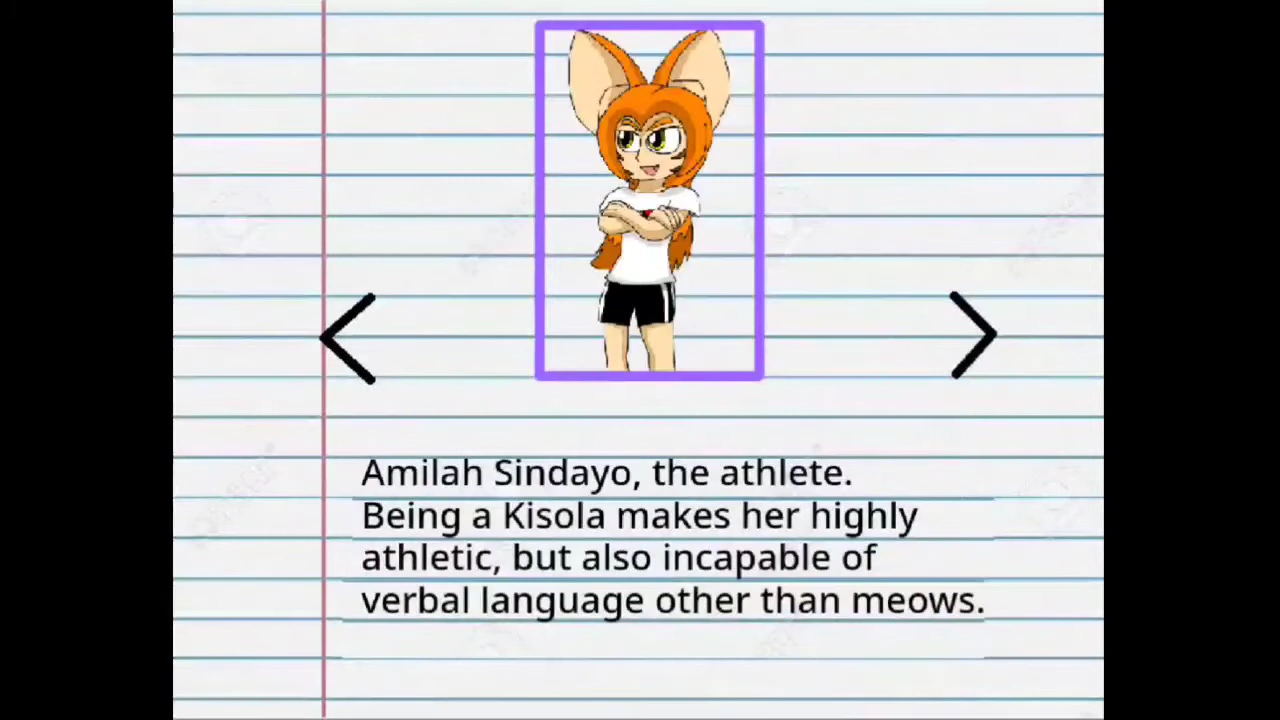 Amilah Sindayo, the athlete.
Being a Kisola makes her highly
athletic, but also incapable of
verbal language other than meows.